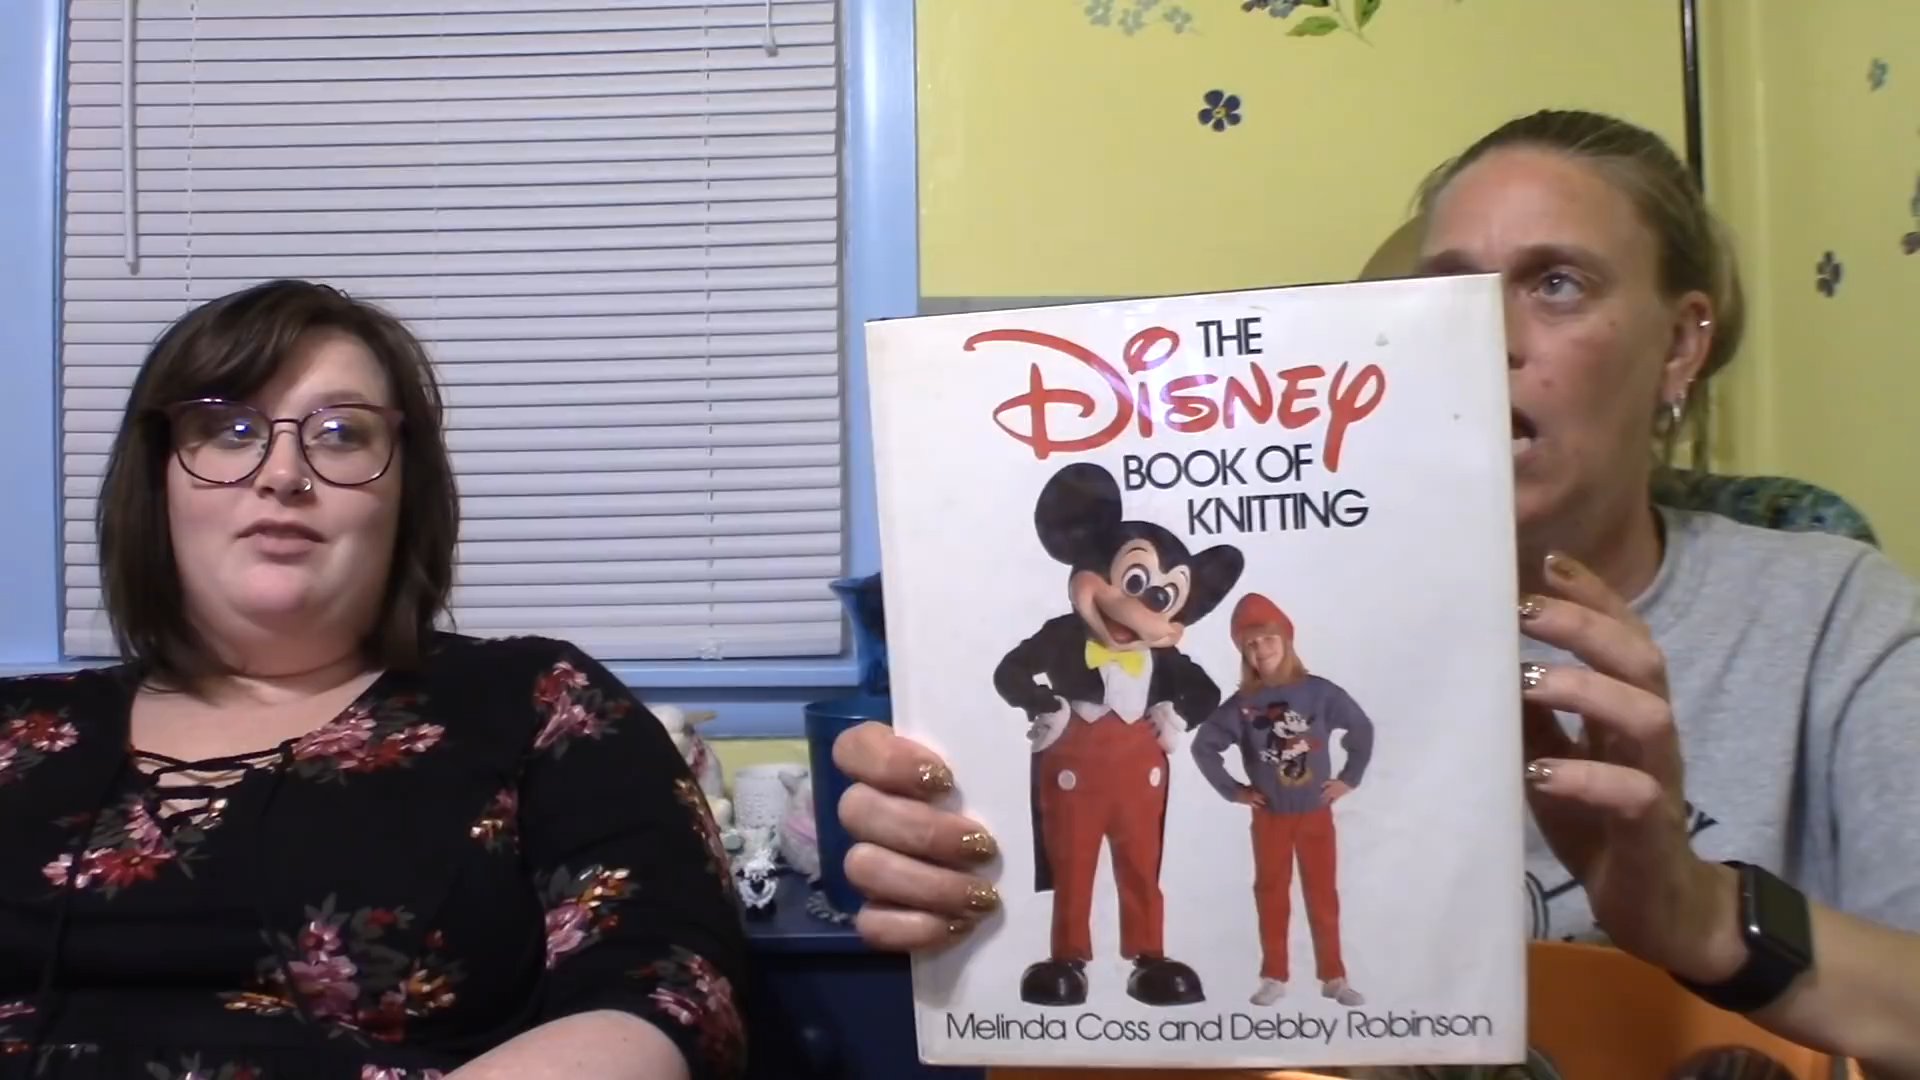 THE
DISNEY
BOOK OF
KNITTING
Melinda Coss and Debby Robinson